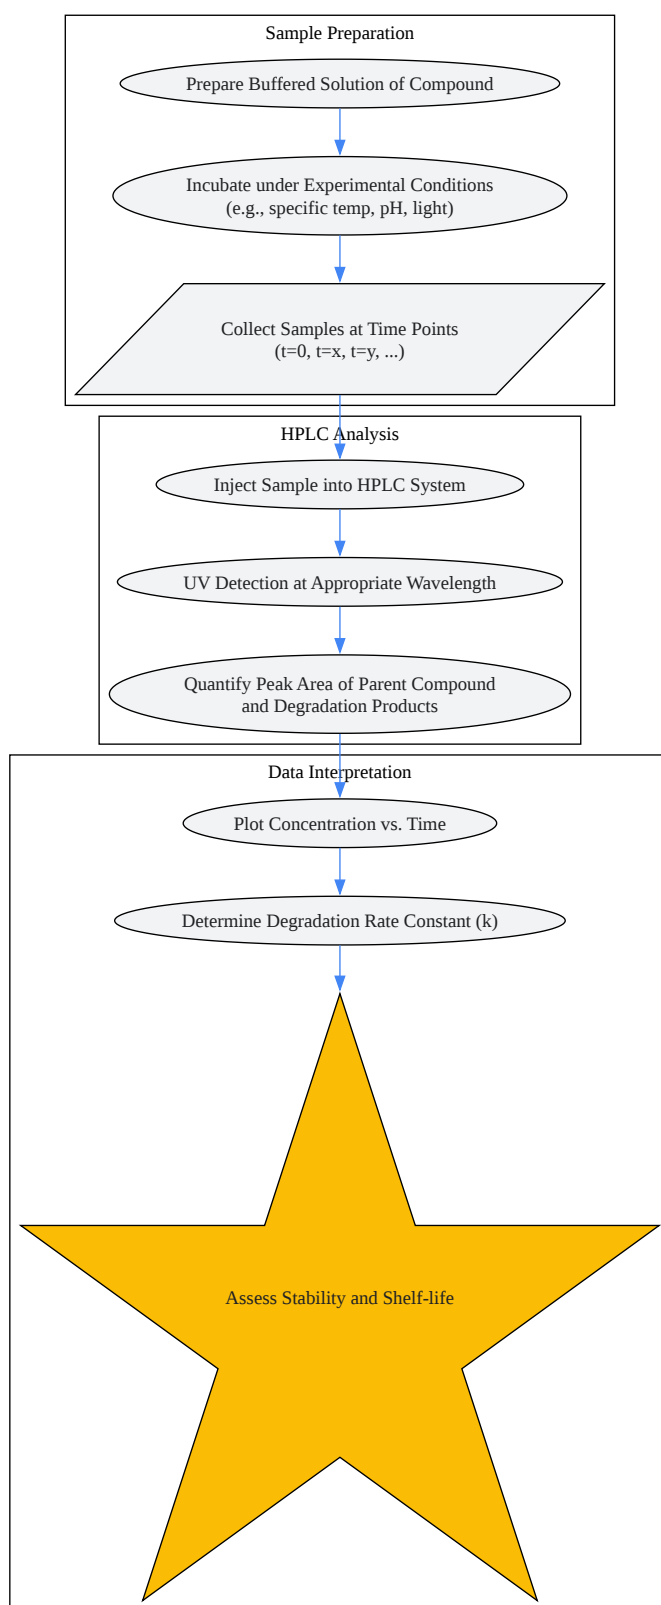 Sample Preparation
Prepare Buffered Solution of Compound
Incubate under Experimental Conditions
(e.g., specific temp, pH, light)
Collect Samples at Time Points
(t=0, t=x, t=y, ...)
HPLC Analysis
Inject Sample into HPLC System
UV Detection at Appropriate Wavelength
Quantify Peak Area of Parent Compound
and Degradation Products
Data Interpretation
Plot Concentration vs. Time
Determine Degradation Rate Constant (k)
Assess Stability and Shelf-life